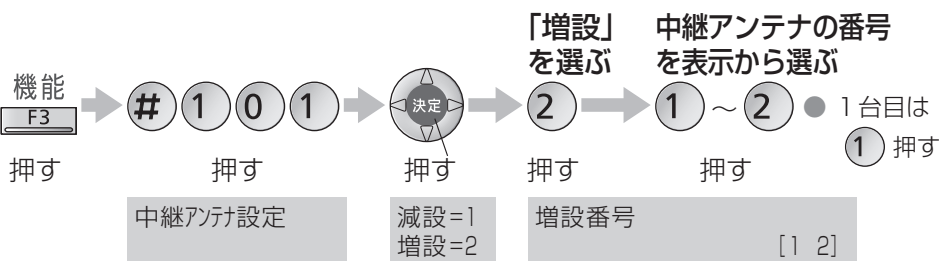 「増設」
を選ぶ
中継アンテナの番号
を表示から選ぶ
機能
F3
#101
決定
2
1～2
● 1台目は
1 押す
押す
押す
押す
押す
押す
中継ｱﾝﾃﾅ設定
減設=1
増設=2
増設番号
[1 2]